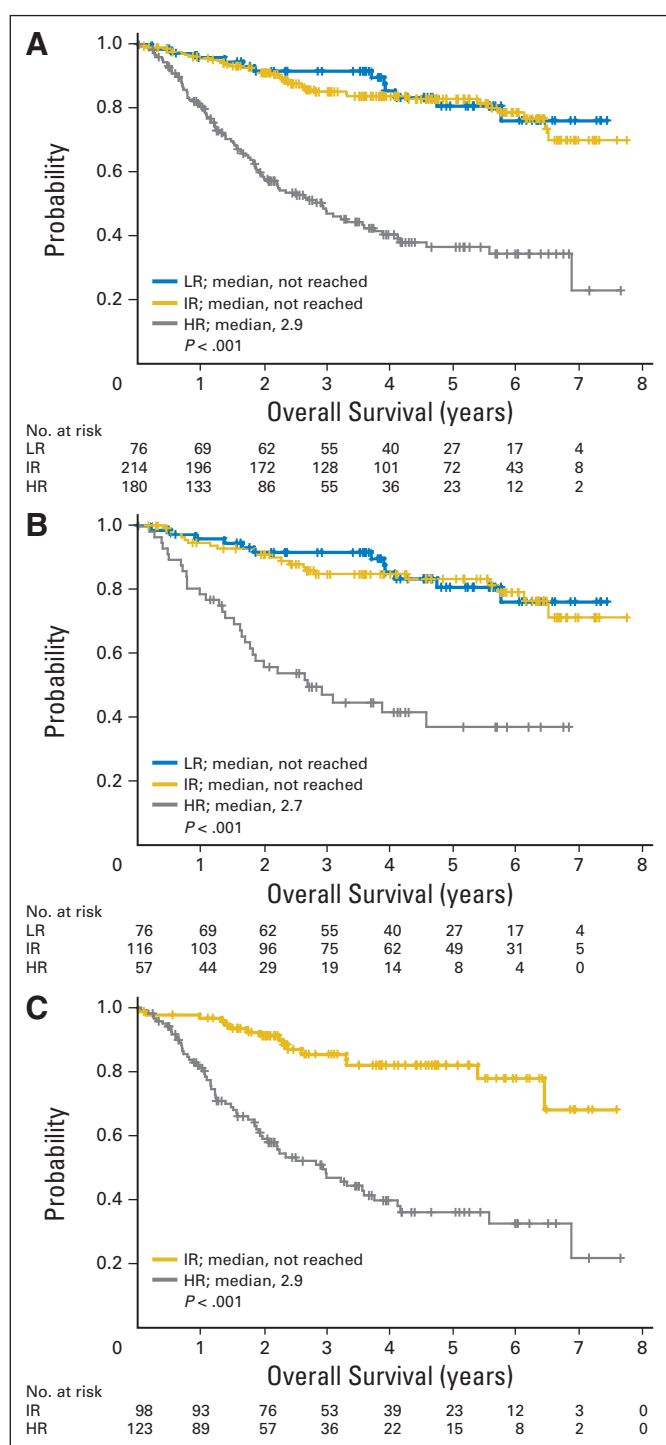 A
1.0
0.8
0.6
0.4
0.2
Probability
LR; median, not reached
IR; median, not reached
HR; median, 2.9
P < .001
0 1 2 3 4 5 6 7 8
Overall Survival (years)
No. at risk
LR 76 69 62 55 40 27 17 4
IR 214 196 172 128 101 72 43 8
HR 180 133 86 55 36 23 12 2
B
1.0
0.8
0.6
0.4
0.2
Probability
LR; median, not reached
IR; median, not reached
HR; median, 2.7
P < .001
0 1 2 3 4 5 6 7 8
Overall Survival (years)
No. at risk
LR 76 69 62 55 40 27 17 4
IR 116 103 96 75 62 49 31 5
HR 57 44 29 19 14 8 4 0
C
1.0
0.8
0.6
0.4
0.2
Probability
IR; median, not reached
HR; median, 2.9
P < .001
0 1 2 3 4 5 6 7 8
Overall Survival (years)
No. at risk
IR 98 93 76 53 39 23 12 3 0
HR 123 89 57 36 22 15 8 2 0